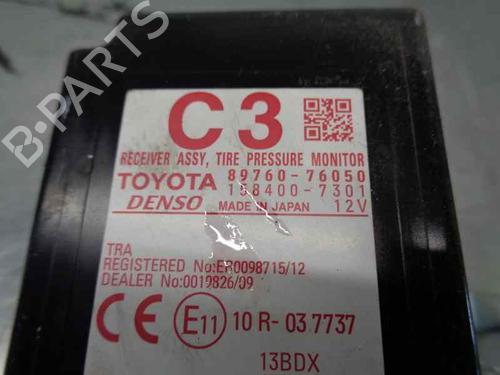 C3
RECEIVER ASSY, TIRE PRESSURE MONITOR
TOYOTA 89760-76050
DENSO 158400-7301
MADE IN JAPAN 12V
TRA
REGISTERED No:ER0098715/12
DEALER No:0019826/09
CE E11 10 R-03 7737
13BDX
B-PARTS